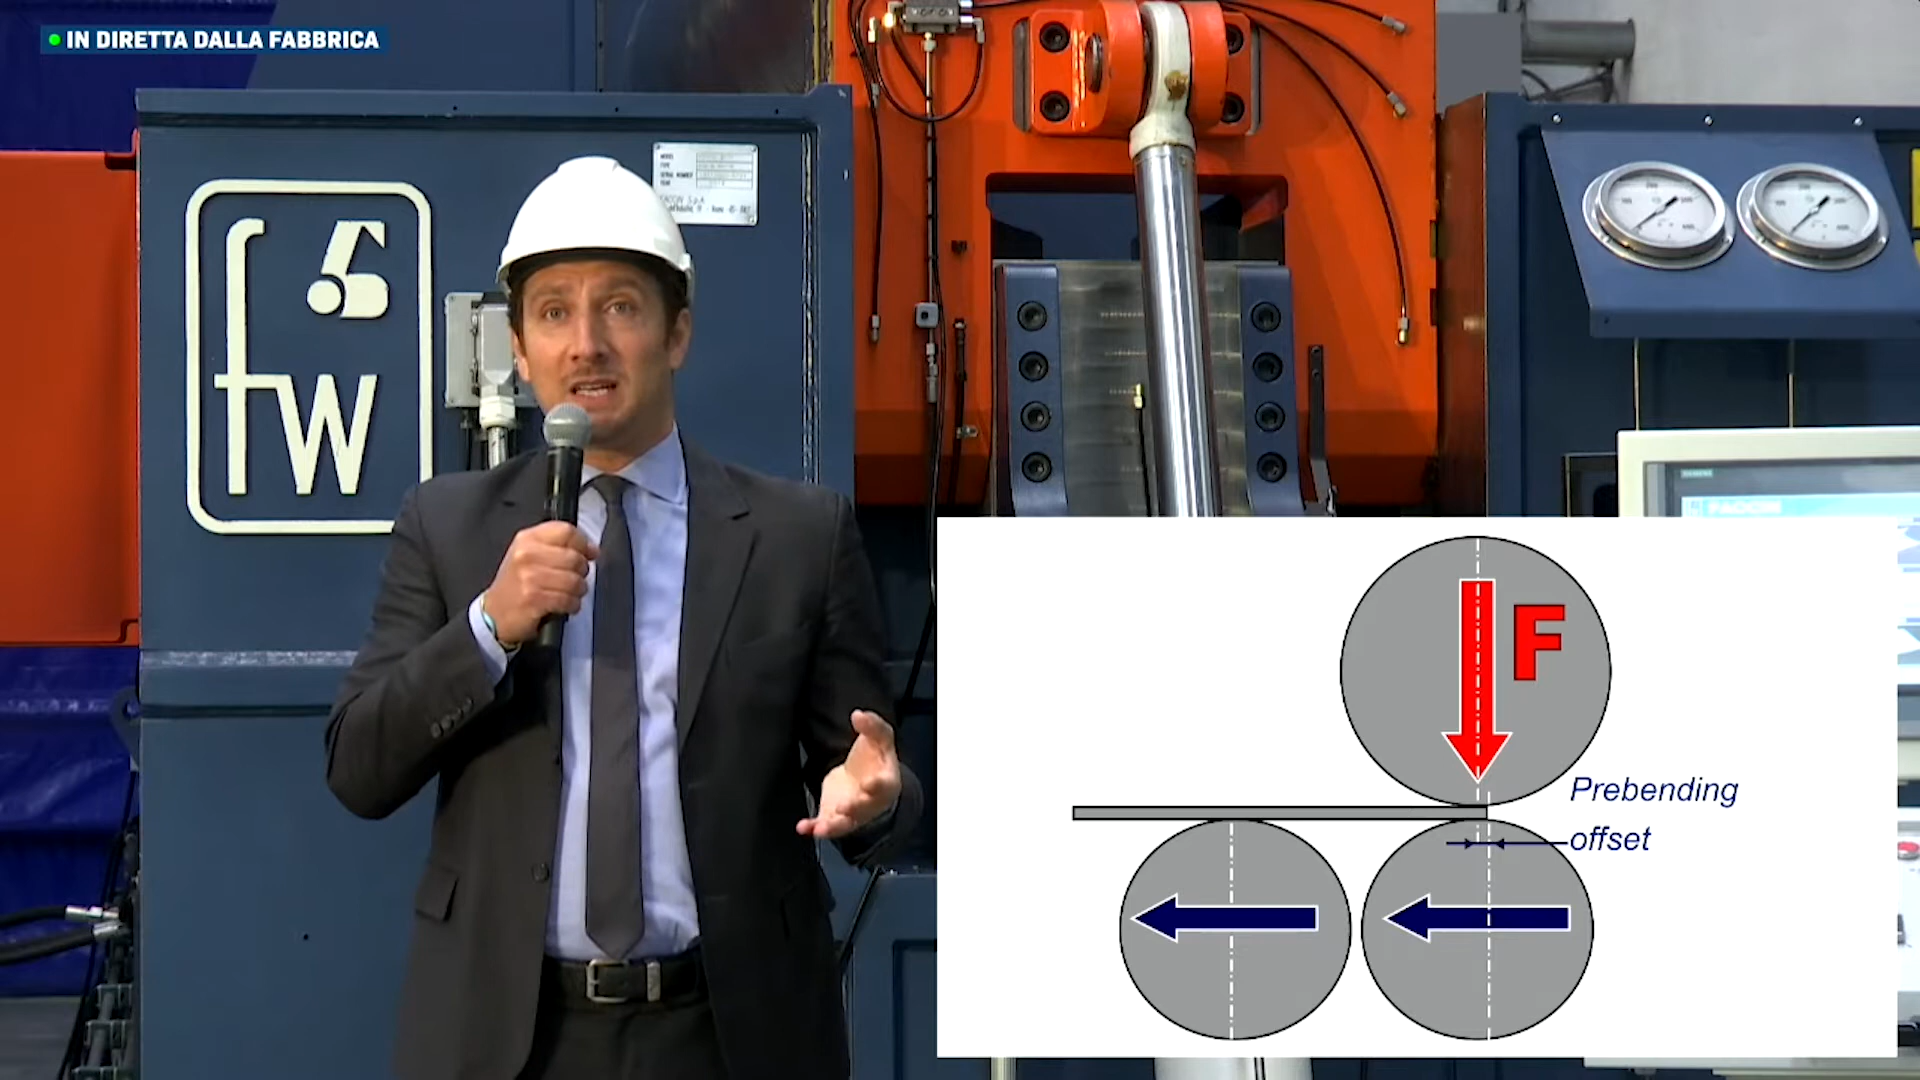 IN DIRETTA DALLA FABBRICA
fw
F
Prebending
offset